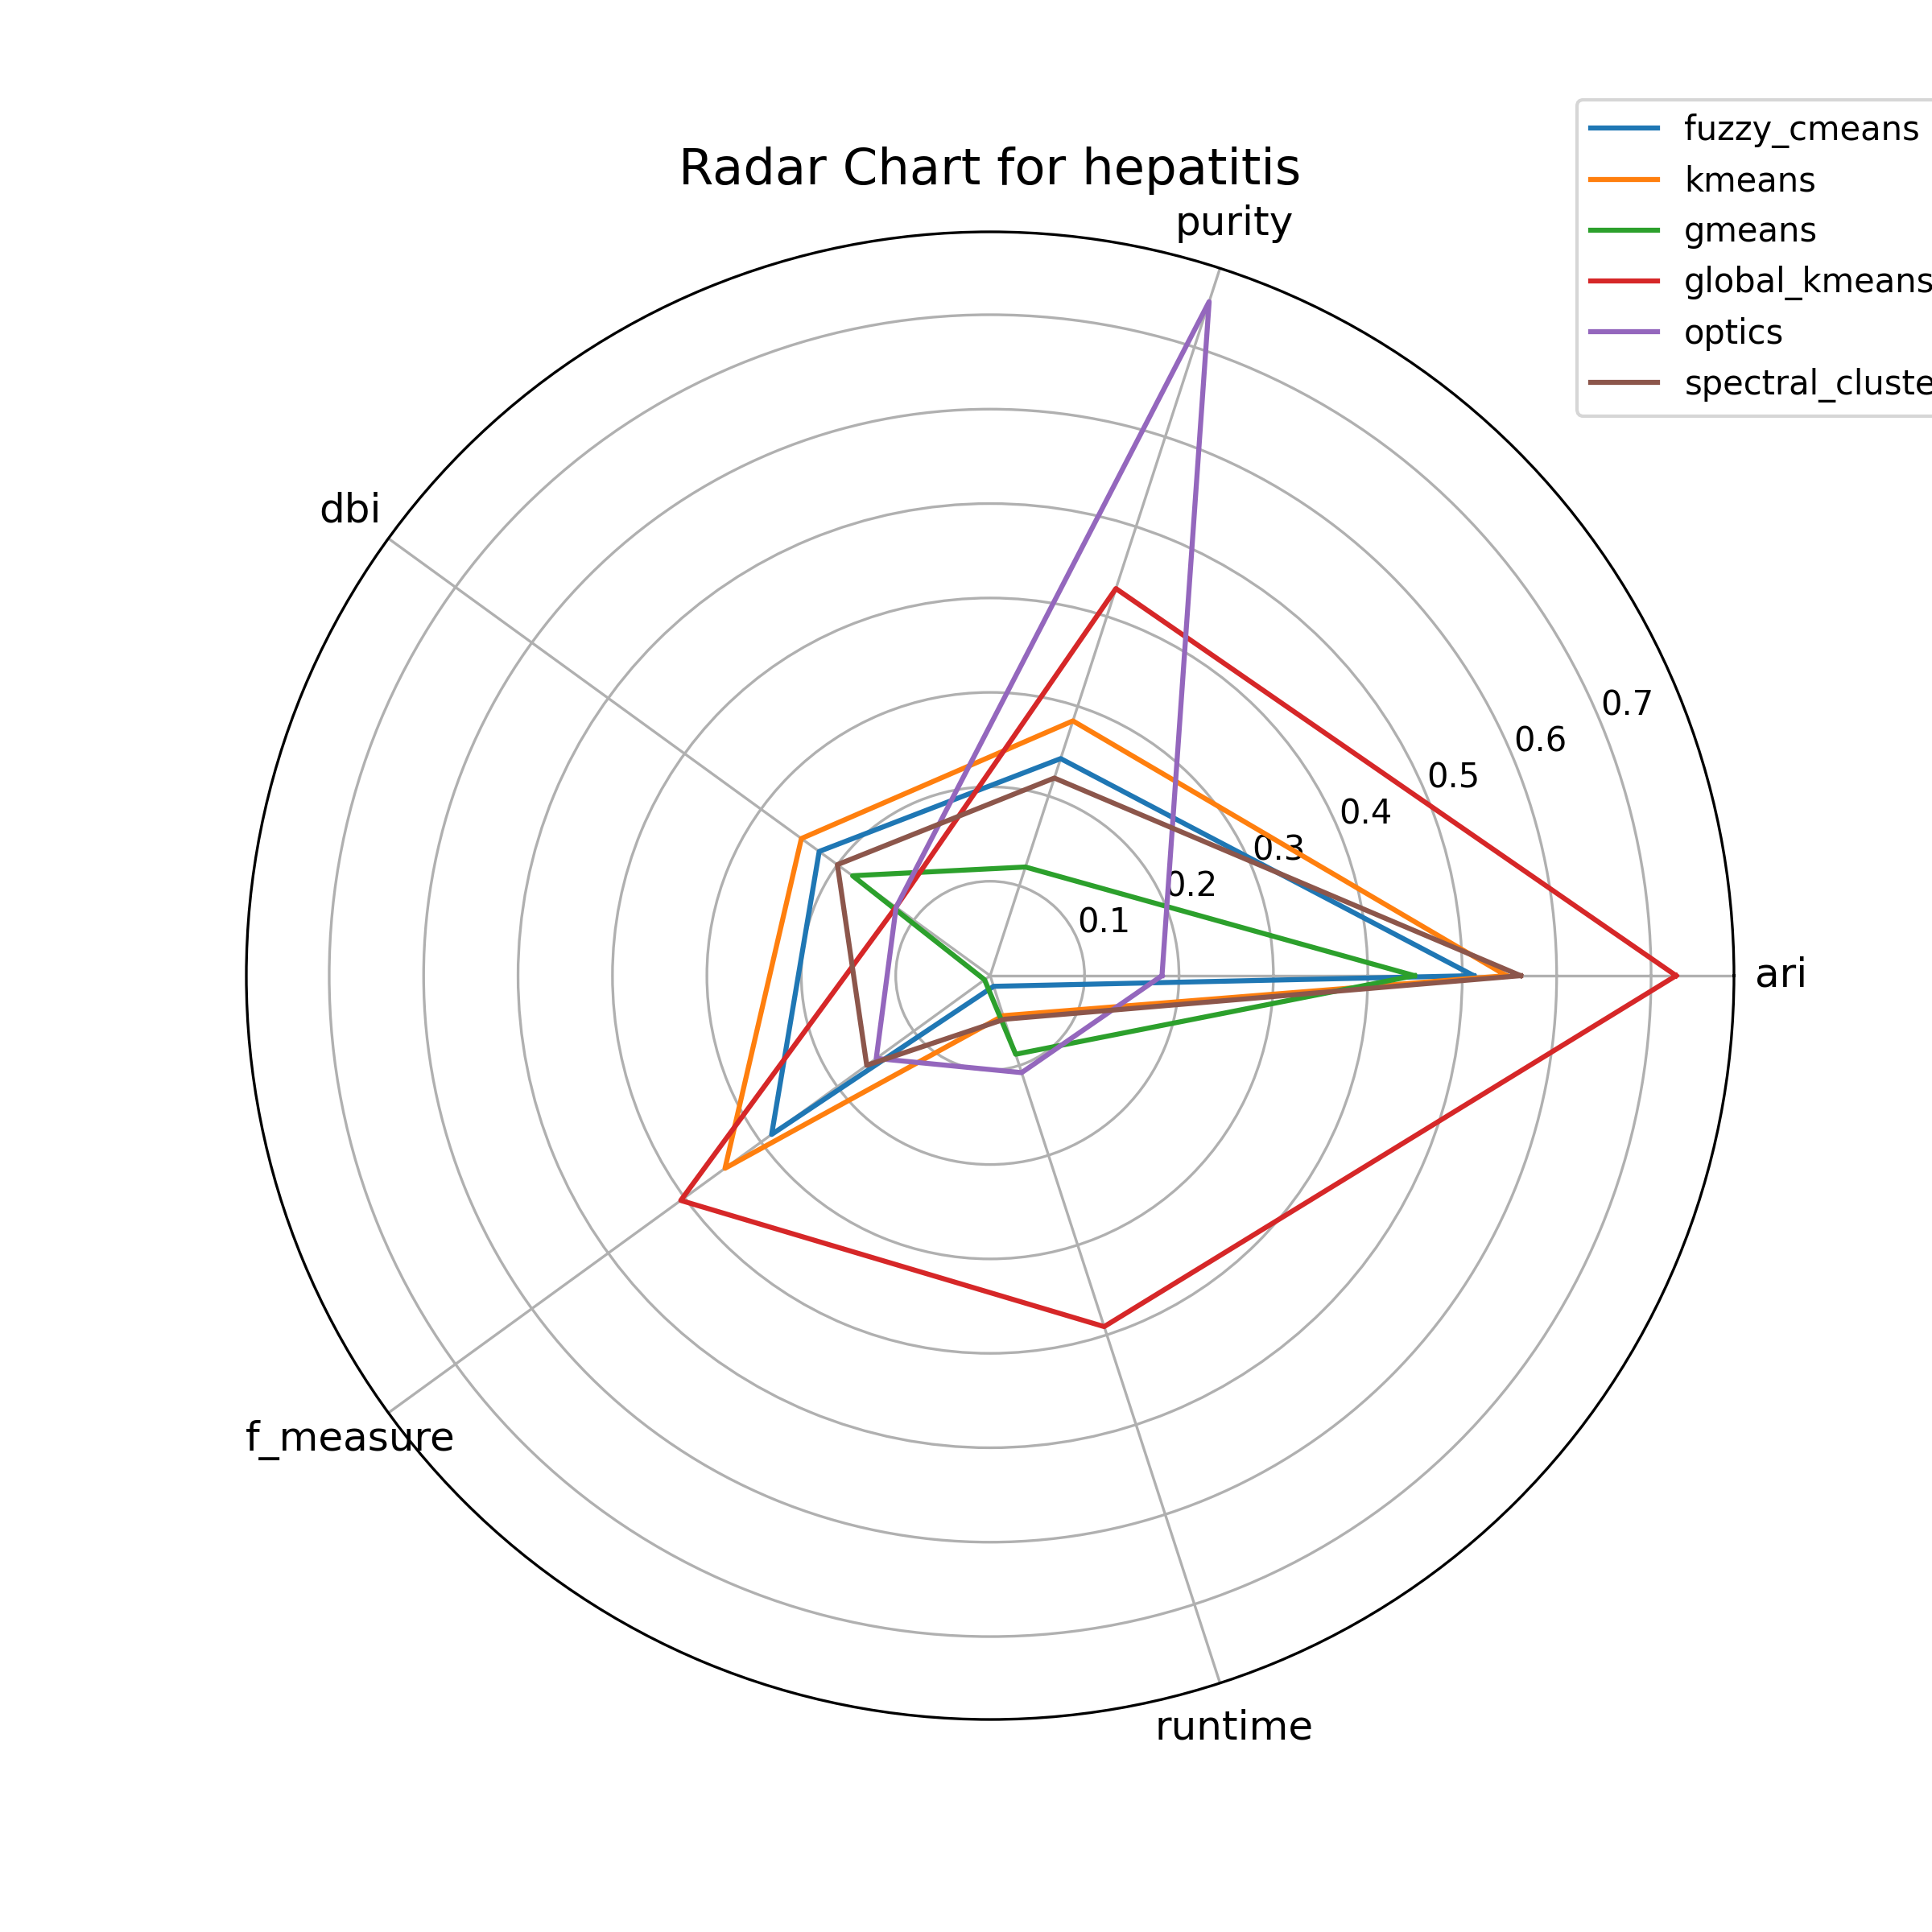 Radar Chart for hepatitis
fuzzy_cmeans
kmeans
gmeans
global_kmeans
optics
spectral_cluste
purity
dbi
ari
f_measure
runtime
0.7
0.6
0.5
0.4
0.3
0.2
0.1